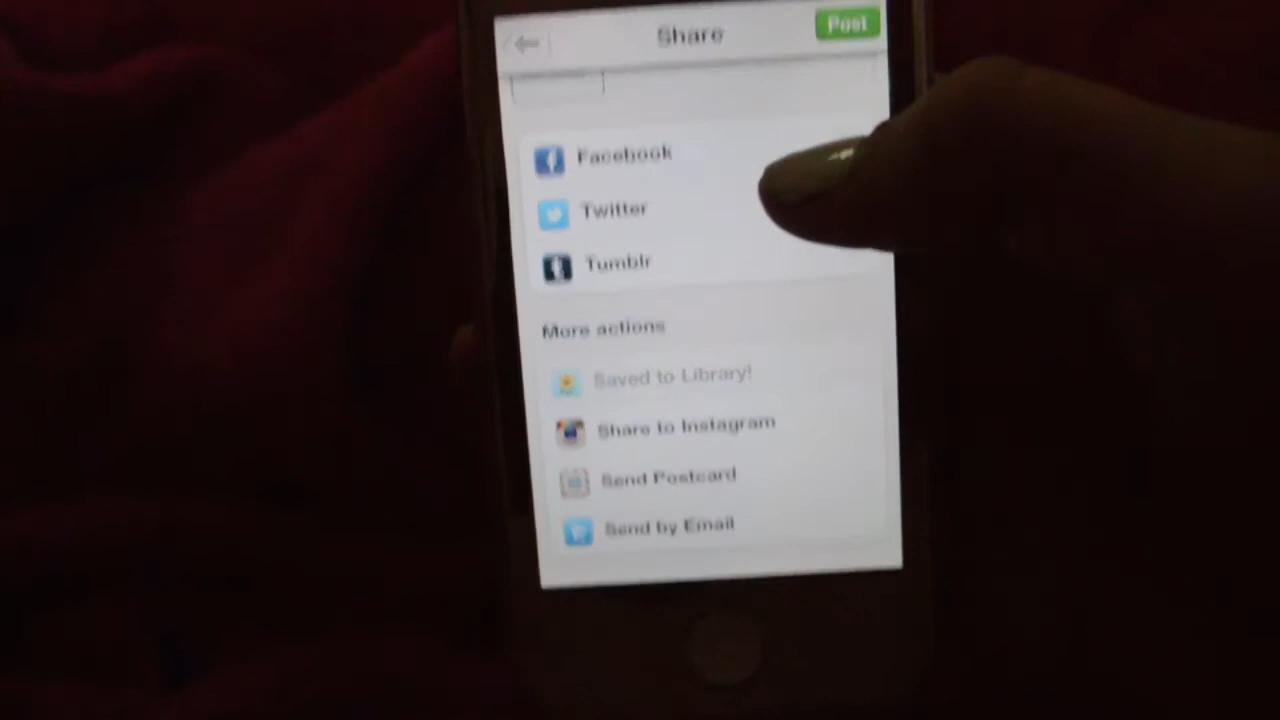 Share
Post
Facebook
Twitter
Tumblr
More actions
Saved to Library!
Share to Instagram
Send Postcard
Send by Email